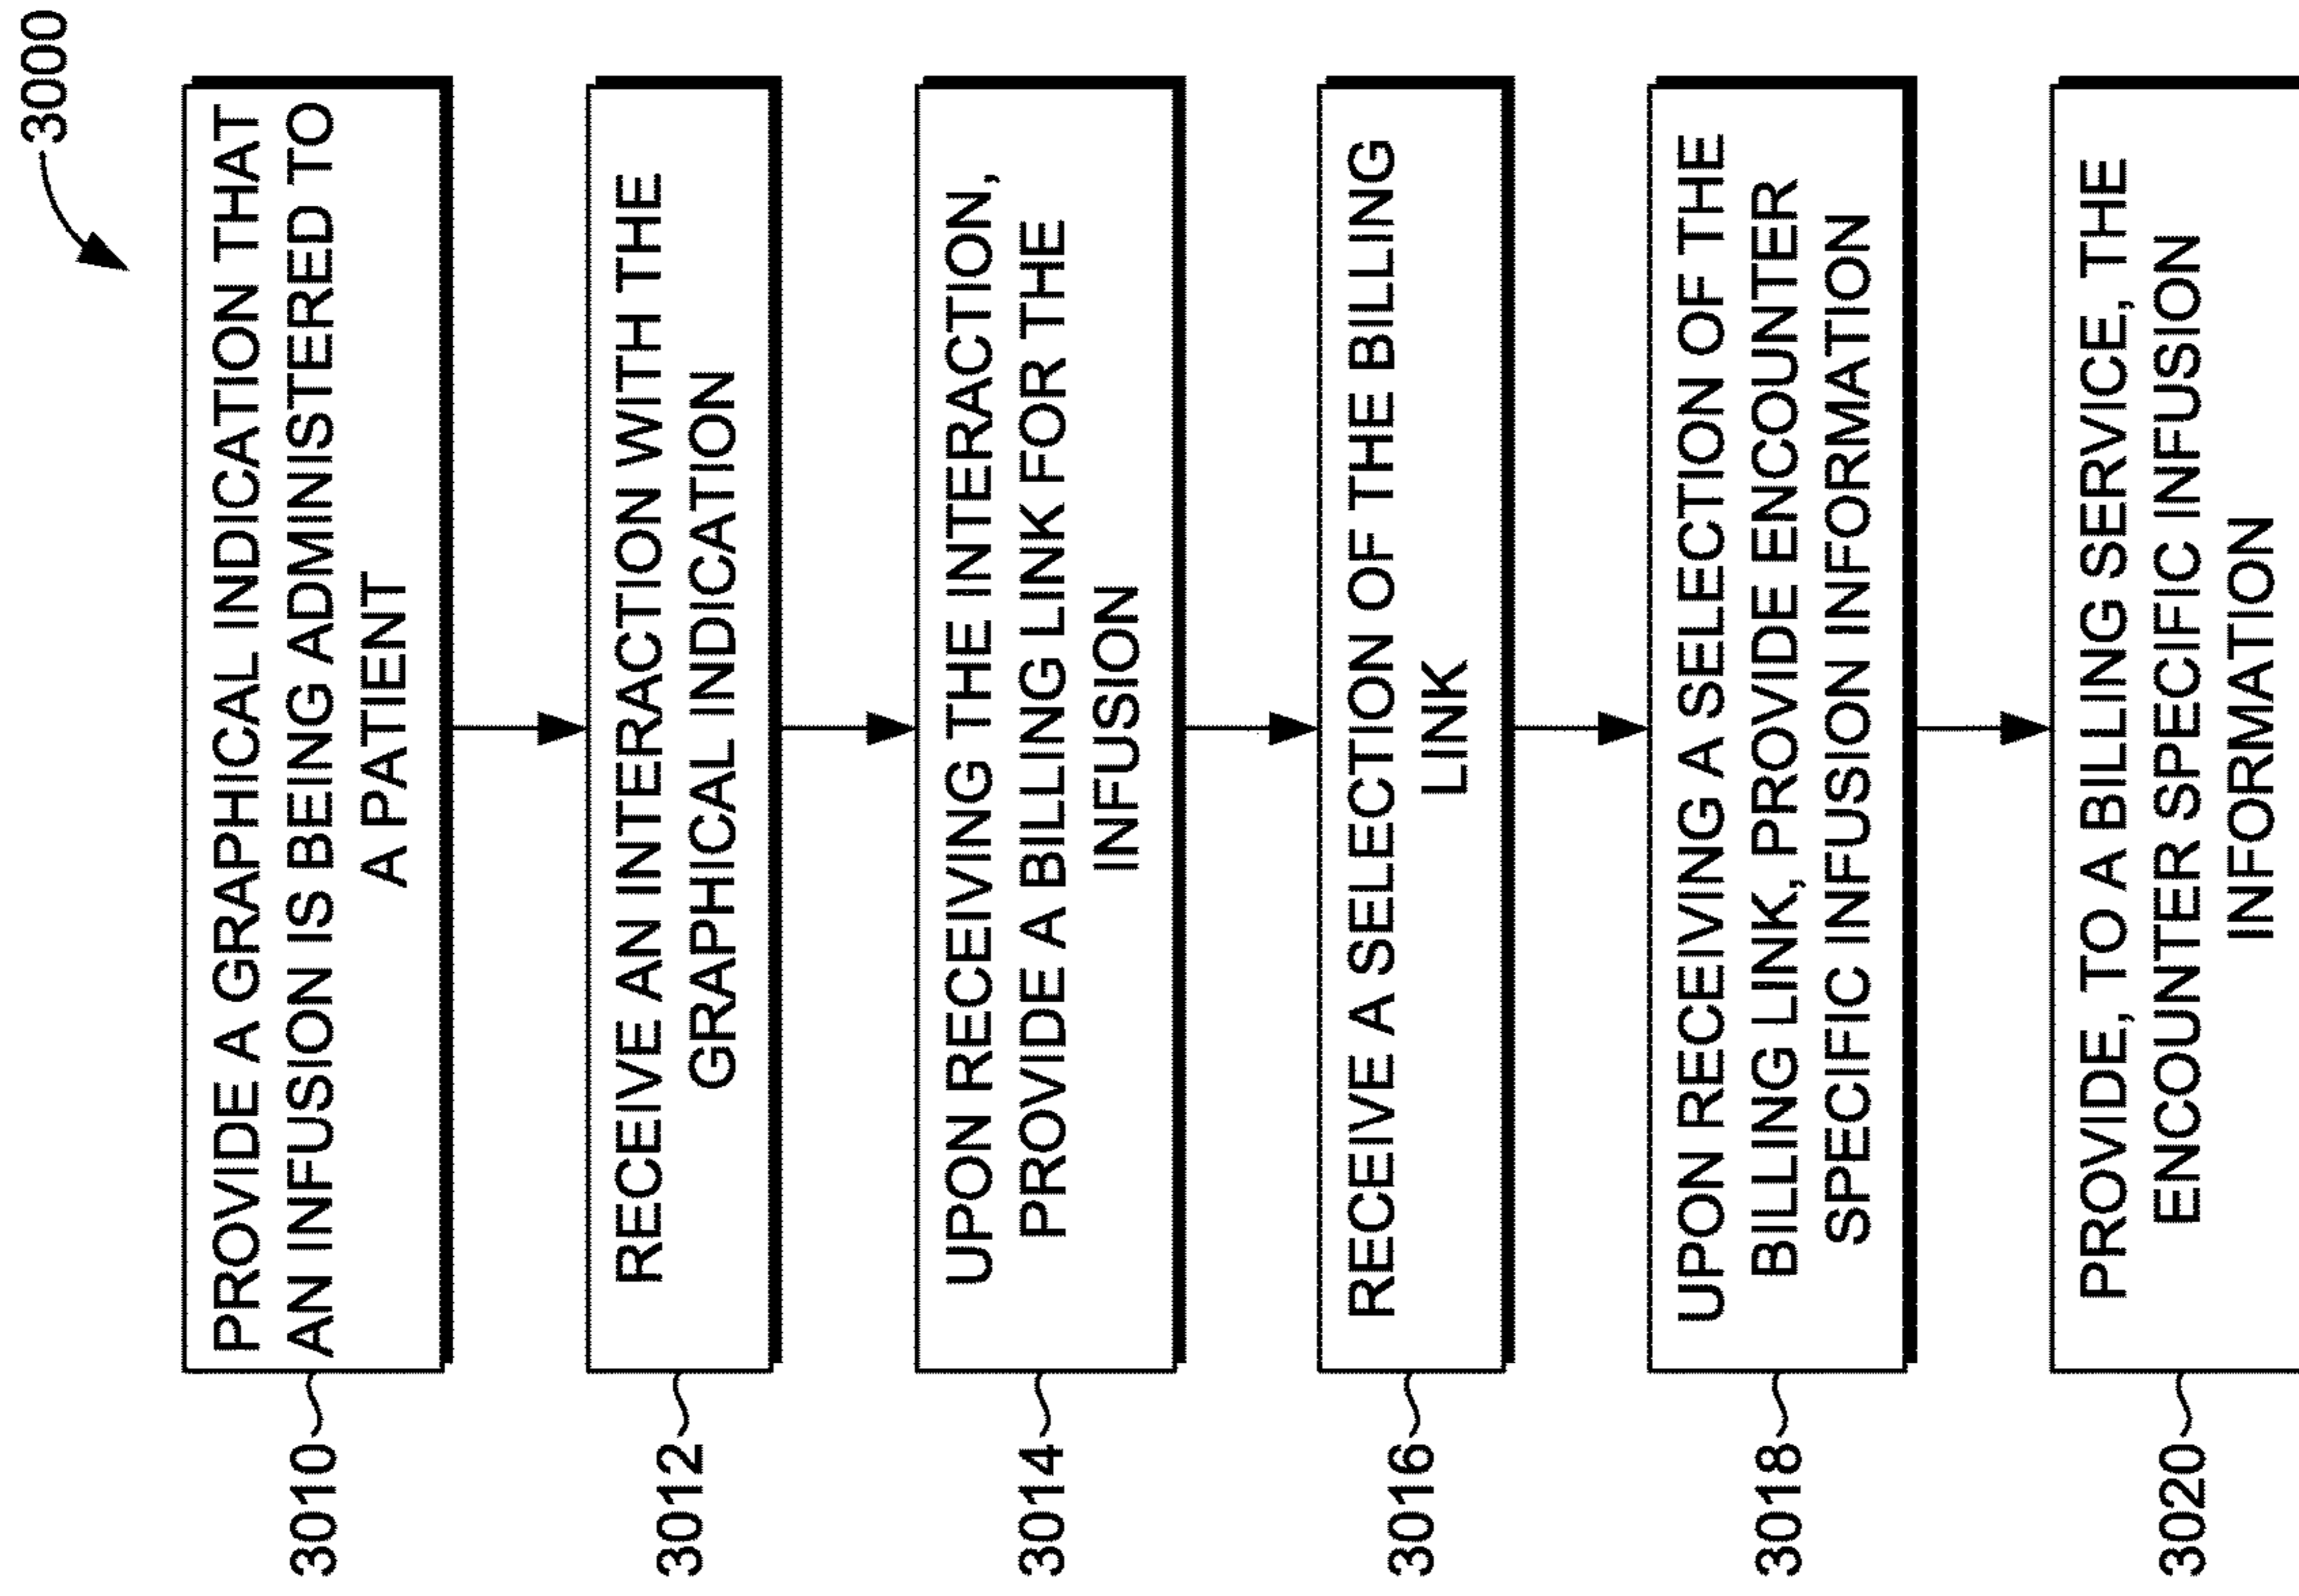 3000
3010
PROVIDE A GRAPHICAL INDICATION THAT
AN INFUSION IS BEING ADMINISTERED TO
A PATIENT
3012
RECEIVE AN INTERACTION WITH THE
GRAPHICAL INDICATION
3014
UPON RECEIVING THE INTERACTION,
PROVIDE A BILLING LINK FOR THE
INFUSION
3016
RECEIVE A SELECTION OF THE BILLING
LINK
3018
UPON RECEIVING A SELECTION OF THE
BILLING LINK, PROVIDE ENCOUNTER
SPECIFIC INFUSION INFORMATION
3020
PROVIDE, TO A BILLING SERVICE, THE
ENCOUNTER SPECIFIC INFUSION
INFORMATION